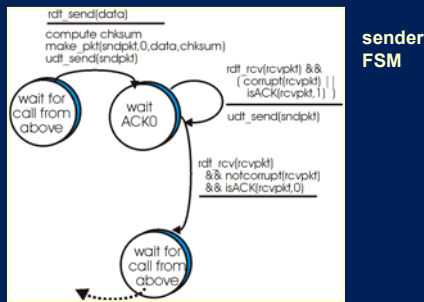 rdt_send(data)
compute chksum
make_pkt(sndpkt,0,data,chksum)
udt_send(sndpkt)
sender
FSM
wait for
call from
above
wait
ACK0
rdt_rcv(rcvpkt) &&
( corrupt(rcvpkt) ||
isACK(rcvpkt,1) )
udt_send(sndpkt)
rdt_rcv(rcvpkt)
&& notcorrupt(rcvpkt)
&& isACK(rcvpkt,0)
wait for
call from
above